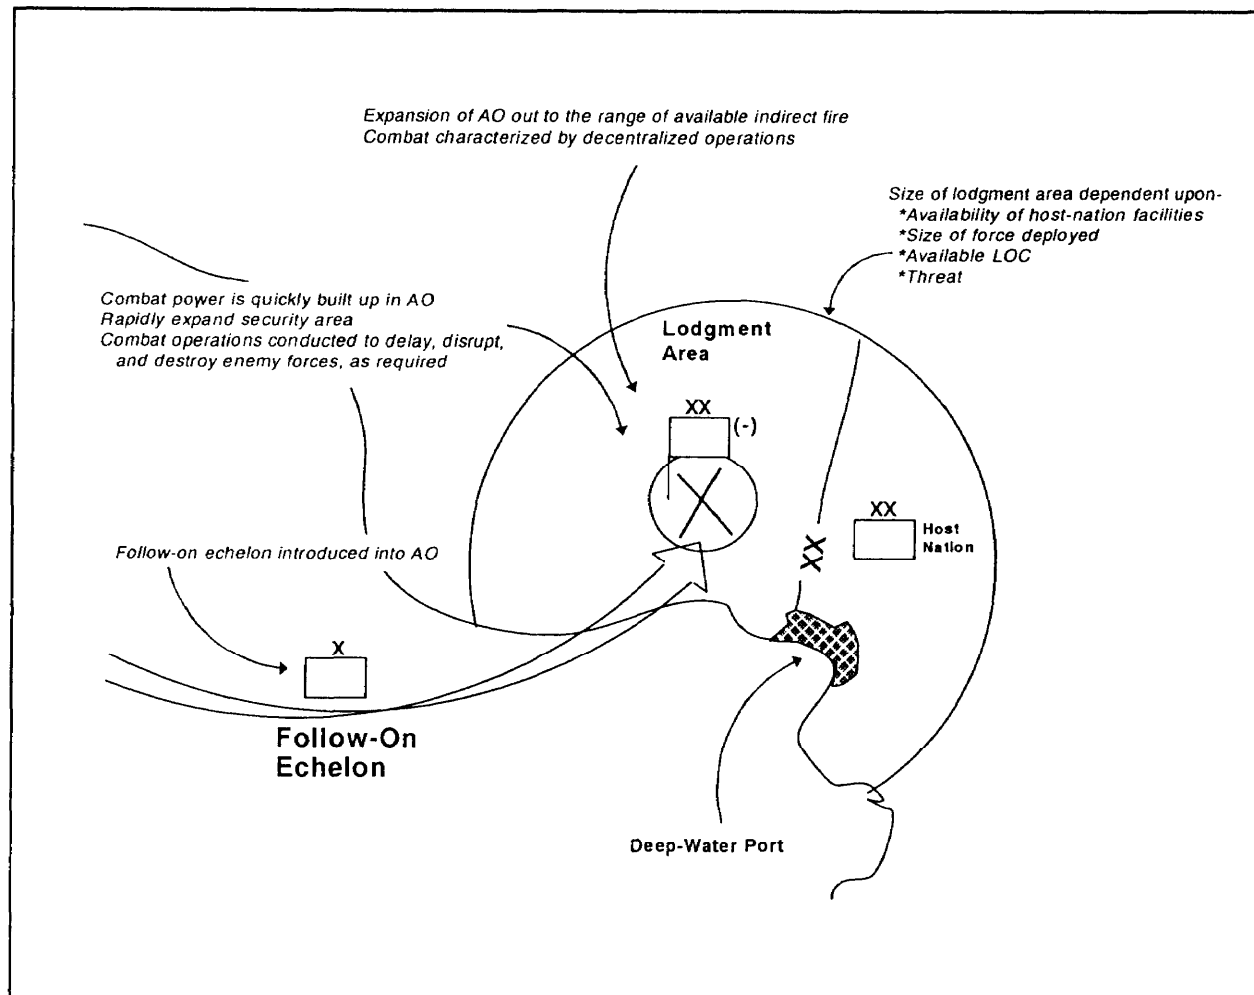 Expansion of AO out to the range of available indirect fire
Combat characterized by decentralized operations
Size of lodgment area dependent upon-
*Availability of host-nation facilities
*Size of force deployed
*Available LOC
*Threat
Combat power is quickly built up in AO
Rapidly expand security area
Combat operations conducted to delay, disrupt,
and destroy enemy forces, as required
Lodgment
Area
XX
(-)
XX
Host
Nation
XX
Follow-on echelon introduced into AO
X
Follow-On
Echelon
Deep-Water Port